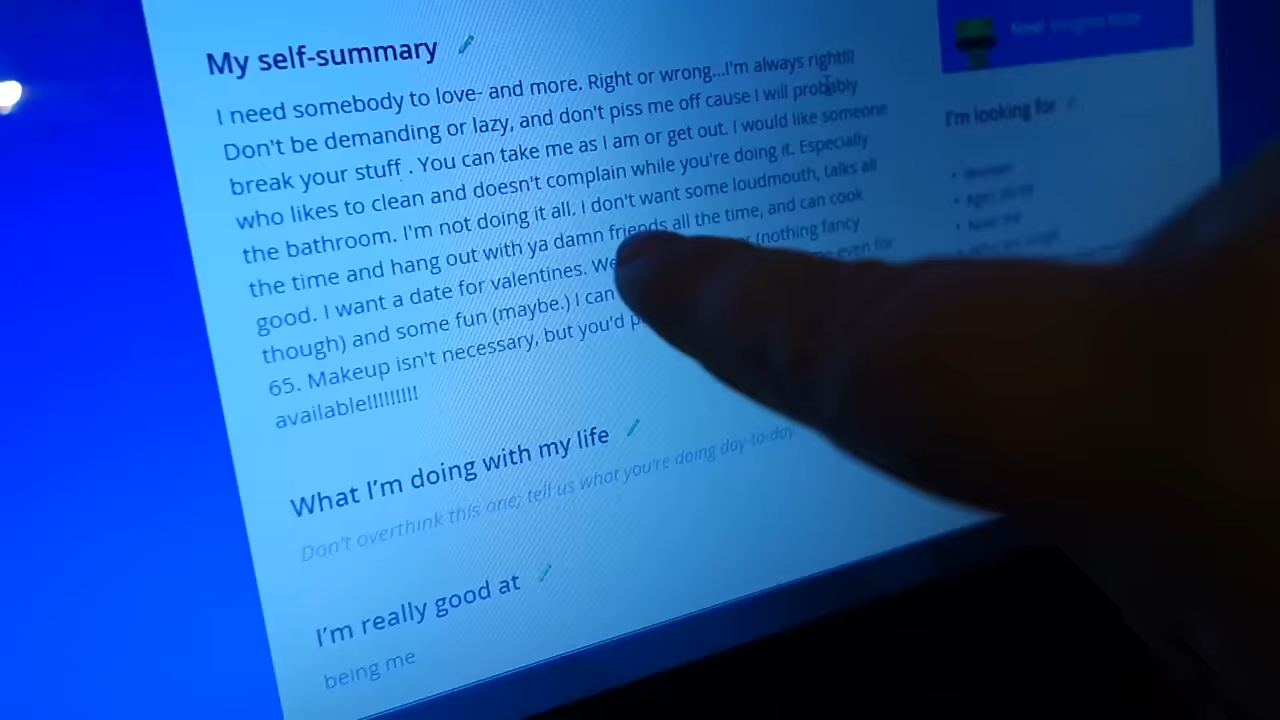 My self-summary
I need somebody to love- and more. Right or wrong...I'm always right!!!!
Don't be demanding or lazy, and don't piss me off cause I will probably
break your stuff . You can take me as I am or get out. I would like someone
who likes to clean and doesn't complain while you're doing it. Especially
the bathroom. I'm not doing it all. I don't want some loudmouth, talks all
the time and hang out with ya damn friends all the time, and can cook
good. I want a date for valentines. (nothing fancy
though) and some fun (maybe.) I can even for
65. Makeup isn't necessary, but you'd
available!!!!!!!!!
What I'm doing with my life
Don't overthink this one; tell us what you're doing day-to-day
I'm really good at
being me
I'm looking for